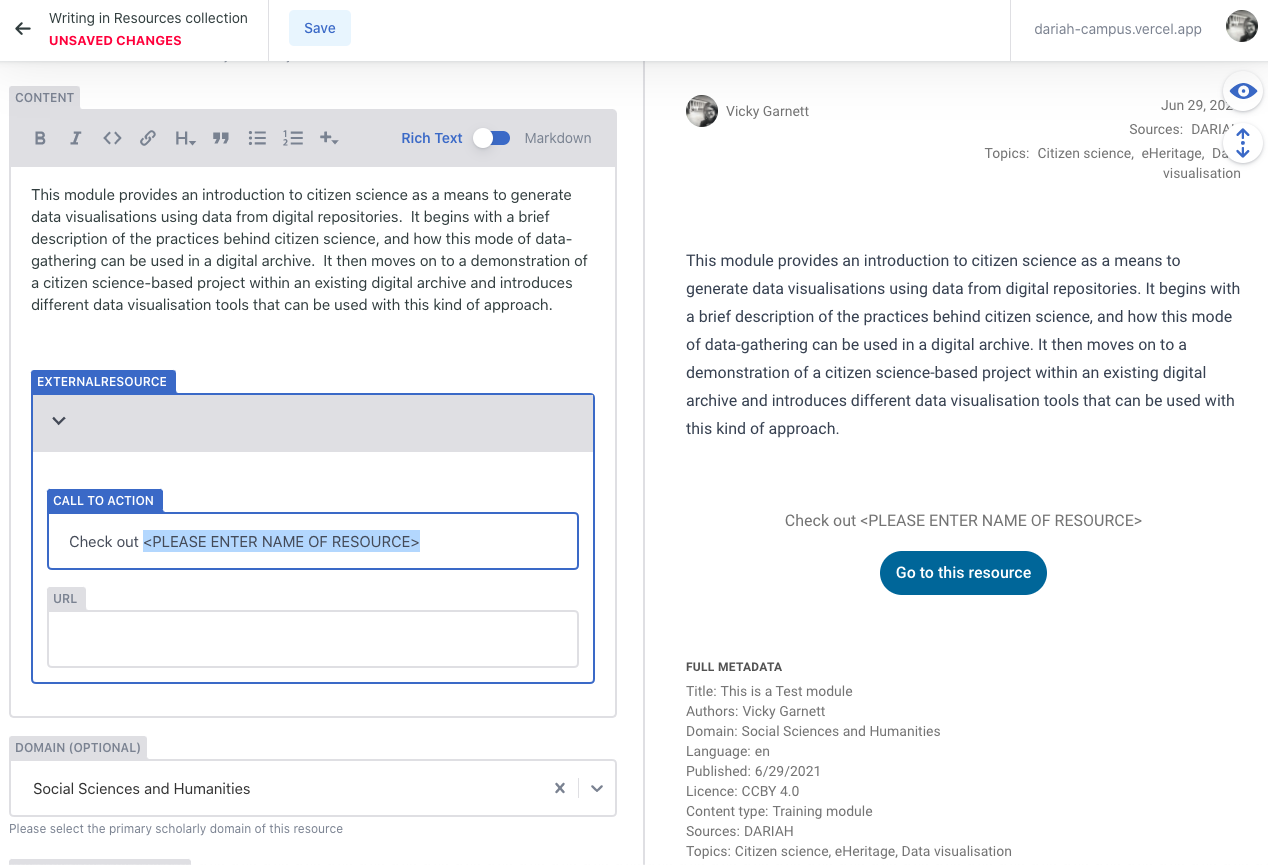 Writing in Resources collection
UNSAVED CHANGES
Save
dariah-campus.vercel.app
CONTENT
B I <> H
Rich Text
Markdown
This module provides an introduction to citizen science as a means to generate
data visualisations using data from digital repositories.  It begins with a brief
description of the practices behind citizen science, and how this mode of data-
gathering can be used in a digital archive.  It then moves on to a demonstration of
a citizen science-based project within an existing digital archive and introduces
different data visualisation tools that can be used with this kind of approach.
EXTERNALRESOURCE
CALL TO ACTION
Check out <PLEASE ENTER NAME OF RESOURCE>
URL
DOMAIN (OPTIONAL)
Social Sciences and Humanities
Please select the primary scholarly domain of this resource
Vicky Garnett
Jun 29,
Sources: DARIAH
Topics: Citizen science, eHeritage,
visualisation
This module provides an introduction to citizen science as a means to
generate data visualisations using data from digital repositories. It begins with
a brief description of the practices behind citizen science, and how this mode
of data-gathering can be used in a digital archive. It then moves on to a
demonstration of a citizen science-based project within an existing digital
archive and introduces different data visualisation tools that can be used with
this kind of approach.
Check out <PLEASE ENTER NAME OF RESOURCE>
Go to this resource
FULL METADATA
Title: This is a Test module
Authors: Vicky Garnett
Domain: Social Sciences and Humanities
Language: en
Published: 6/29/2021
Licence: CCBY 4.0
Content type: Training module
Sources: DARIAH
Topics: Citizen science, eHeritage, Data visualisation